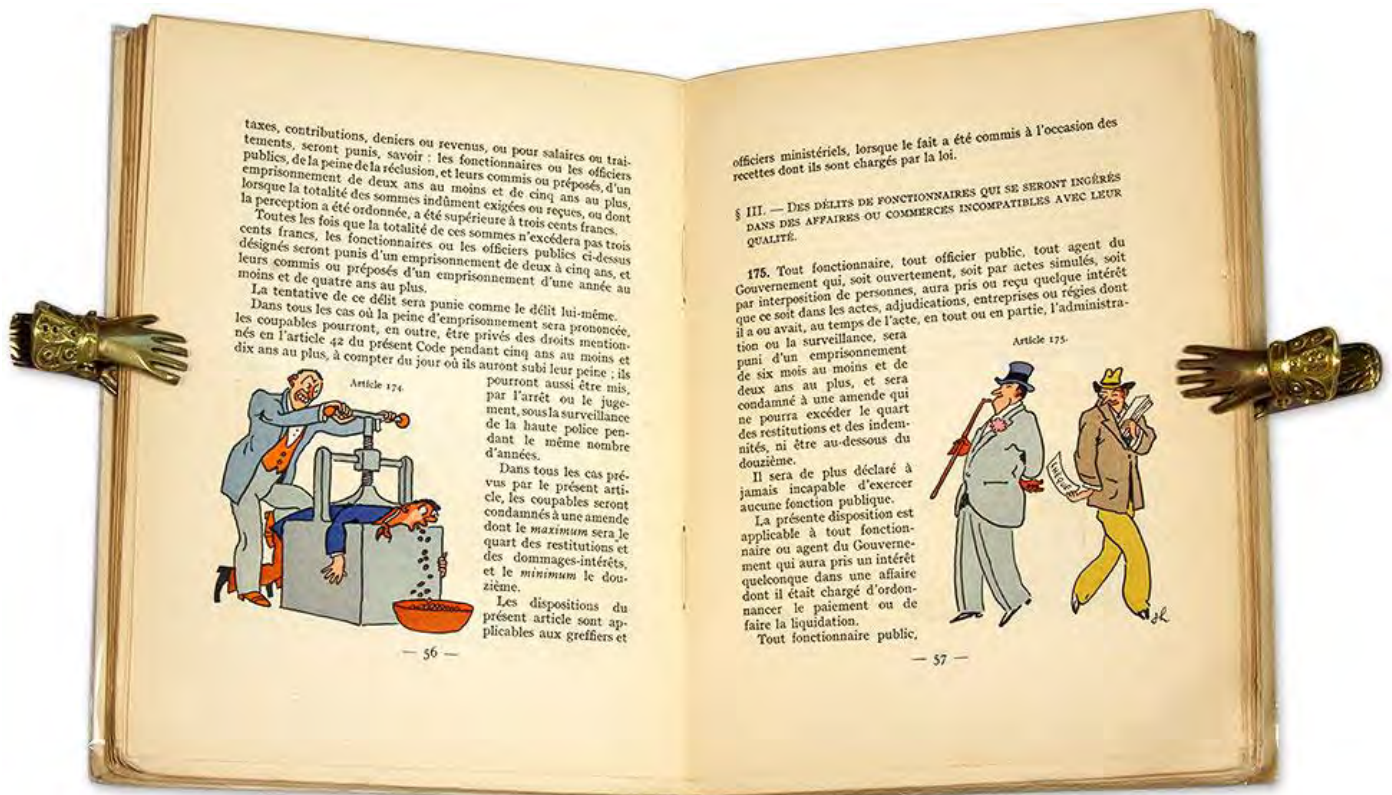 taxes, contributions, deniers ou revenus, ou pour salaires ou trai-
tements, seront punis, savoir : les fonctionnaires ou les officiers
publics, de la peine de la réclusion, et leurs commis ou préposés, d'un
emprisonnement de deux ans au moins et de cinq ans au plus,
lorsque la totalité des sommes indûment exigées ou reçues, ou dont
la perception a été ordonnée, a été supérieure à trois cents francs.
Toutes les fois que la totalité de ces sommes n'excédera pas trois
cents francs, les fonctionnaires ou les officiers publics ci-dessus
désignés seront punis d'un emprisonnement de deux à cinq ans, et
leurs commis ou préposés d'un emprisonnement d'une année au
moins et de quatre ans au plus.
La tentative de ce délit sera punie comme le délit lui-même.
Dans tous les cas où la peine d'emprisonnement sera prononcée,
les coupables pourront, en outre, être privés des droits mention-
nés en l'article 42 du présent Code pendant cinq ans au moins et
dix ans au plus, à compter du jour où ils auront subi leur peine ; ils
Article 174.
pourront aussi être mis,
par l'arrêt ou le juge-
ment, sous la surveillance
de la haute police pen-
dant le même nombre
d'années.
Dans tous les cas pré-
vus par le présent arti-
cle, les coupables seront
condamnés à une amende
dont le maximum sera le
quart des restitutions et
des dommages-intérêts,
et le minimum le dou-
zième.
Les dispositions du
présent article sont ap-
plicables aux greffiers et
— 56 —
officiers ministériels, lorsque le fait a été commis à l'occasion des
recettes dont ils sont chargés par la loi.
§ III. — DES DÉLITS DE FONCTIONNAIRES QUI SE SERONT INGÉRÉS
DANS DES AFFAIRES OU COMMERCES INCOMPATIBLES AVEC LEUR
QUALITÉ.
175. Tout fonctionnaire, tout officier public, tout agent du
Gouvernement qui, soit ouvertement, soit par actes simulés, soit
par interposition de personnes, aura pris ou reçu quelque intérêt
que ce soit dans les actes, adjudications, entreprises ou régies dont
il a ou avait, au temps de l'acte, en tout ou en partie, l'administra-
tion ou la surveillance, sera
puni d'un emprisonnement
de six mois au moins et de
deux ans au plus, et sera
condamné à une amende qui
ne pourra excéder le quart
des restitutions et des indem-
nités, ni être au-dessous du
douzième.
Il sera de plus déclaré à
jamais incapable d'exercer
aucune fonction publique.
La présente disposition est
applicable à tout fonction-
naire ou agent du Gouverne-
ment qui aura pris un intérêt
quelconque dans une affaire
dont il était chargé d'ordon-
nancer le paiement ou de
faire la liquidation.
Tout fonctionnaire public,
Article 175.
CHÈQUE
— 57 —